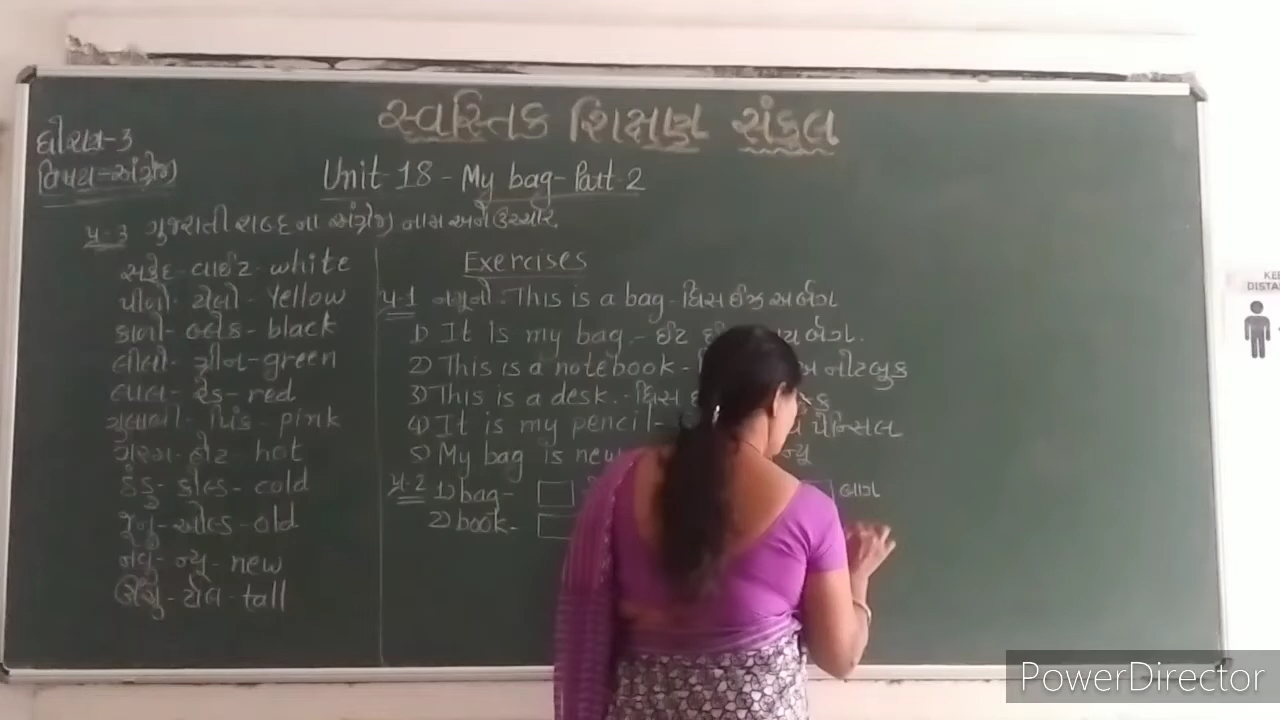 સ્વસ્તિક શિક્ષણ સંકુલ
ધોરણ-3
વિષય-અંગ્રેજી
Unit-18 - My bag - Part-2
પ્ર-3 ગુજરાતી શબ્દના અંગ્રેજી નામ અને ઉચ્ચાર.
સફેદ - વાઈટ - white
પીળો - યેલો - Yellow
કાળો - બ્લેક - black
લીલો - ગ્રીન - green
લાલ - રેડ - red
ગુલાબી - પિંક - pink
ગરમ - હોટ - hot
ઠંડુ - કોલ્ડ - cold
જૂનુ - ઓલ્ડ - old
નવુ - ન્યૂ - new
ઊંચુ - ટોલ - tall
Exercises
પ્ર-1 નમૂનો : This is a bag - ધિસ ઈઝ અ બેગ
1) It is my bag. - ઈટ બેગ.
2) This is a notebook - નોટબુક
3) This is a desk. - ધિસ
4) It is my pencil - પેન્સિલ
5) My bag is new ન્યૂ
પ્ર-2 1) bag - બાગ
2) book -
KEE
DISTA
PowerDirector